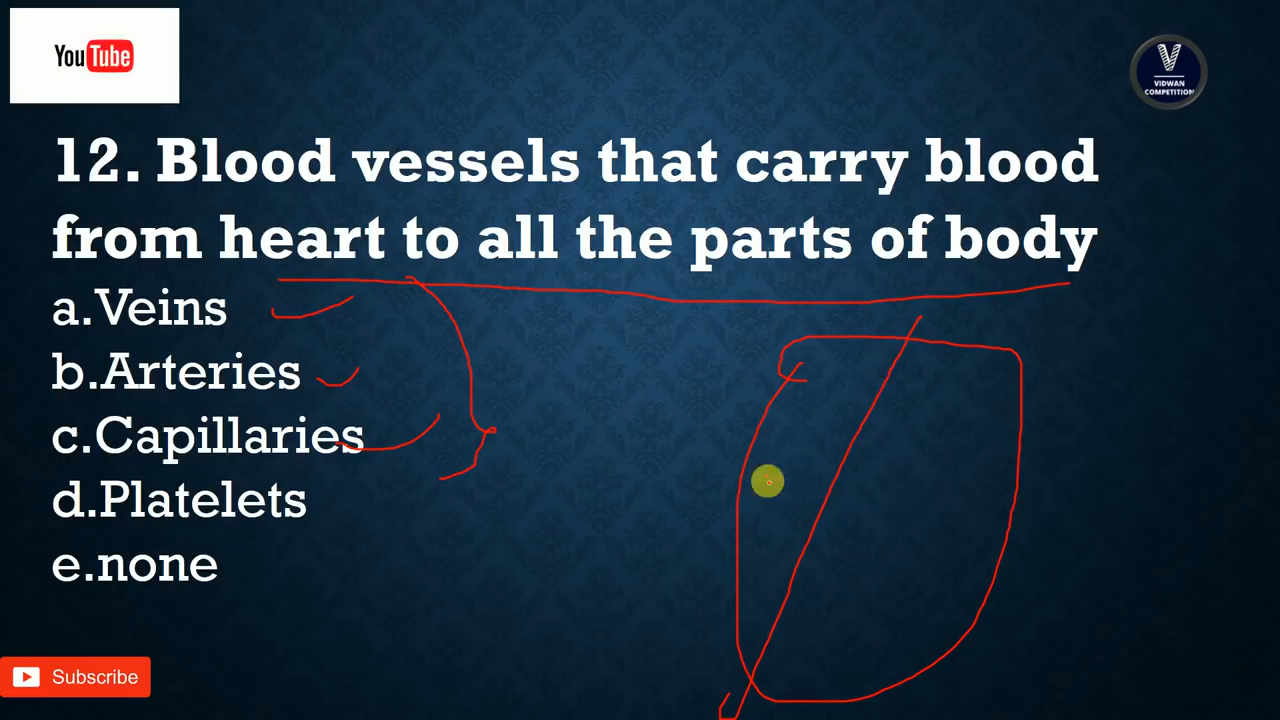 YouTube
V
VIDWAN
COMPETITION
12. Blood vessels that carry blood
from heart to all the parts of body
a.Veins
b.Arteries
c.Capillaries
d.Platelets
e.none
Subscribe